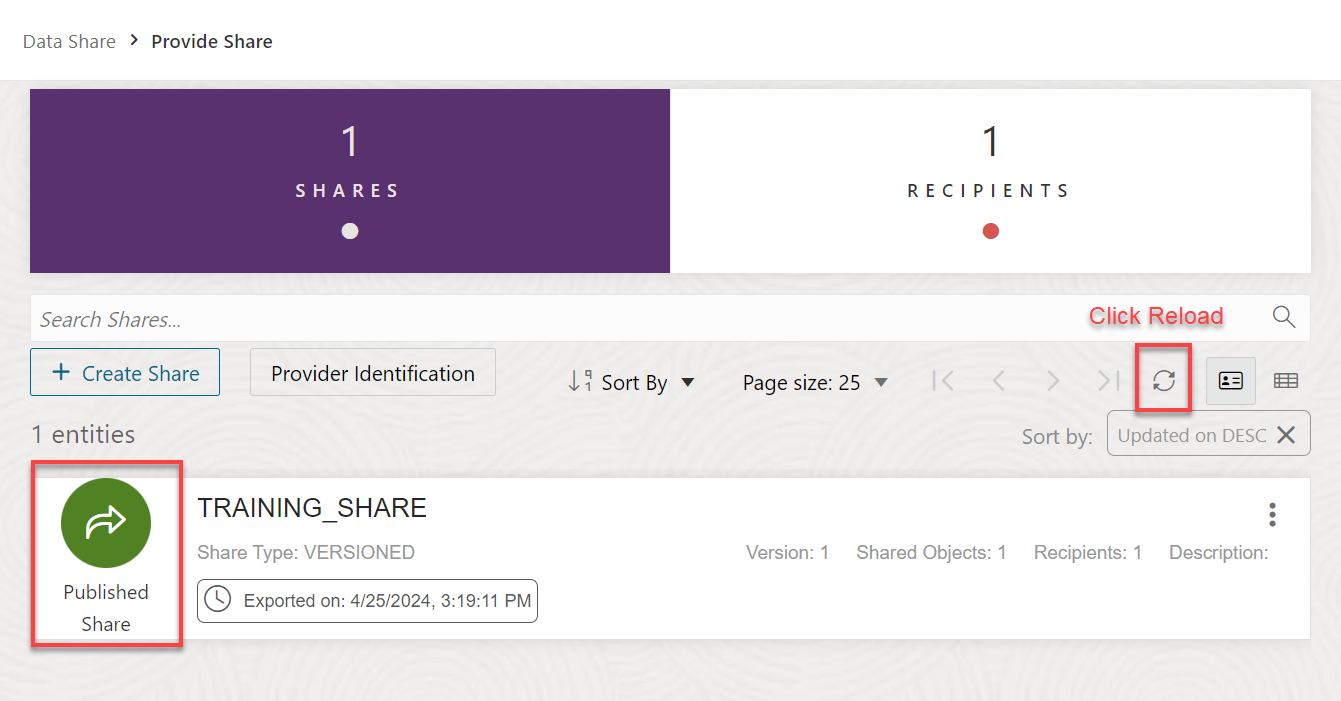 Data Share > Provide Share
1
SHARES
1
RECIPIENTS
Search Shares...
Click Reload
+ Create Share
Provider Identification
Sort By
Page size: 25
1 entities
Sort by: Updated on DESC
Published
Share
TRAINING_SHARE
Share Type: VERSIONED
Version: 1 Shared Objects: 1 Recipients: 1 Description:
Exported on: 4/25/2024, 3:19:11 PM